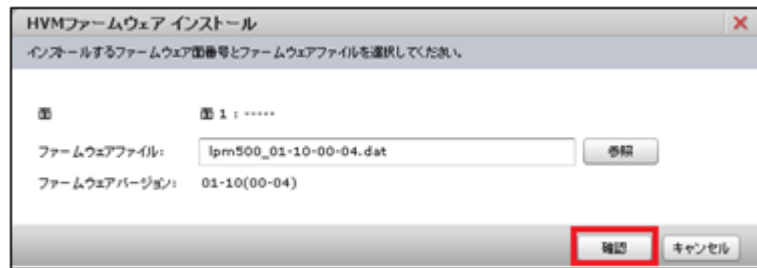 HVMファームウェア インストール
インストールするファームウェア面番号とファームウェアファイルを選択してください。
面 面 1 : -----
ファームウェアファイル: lpm500_01-10-00-04.dat 参照
ファームウェアバージョン: 01-10(00-04)
確認 キャンセル